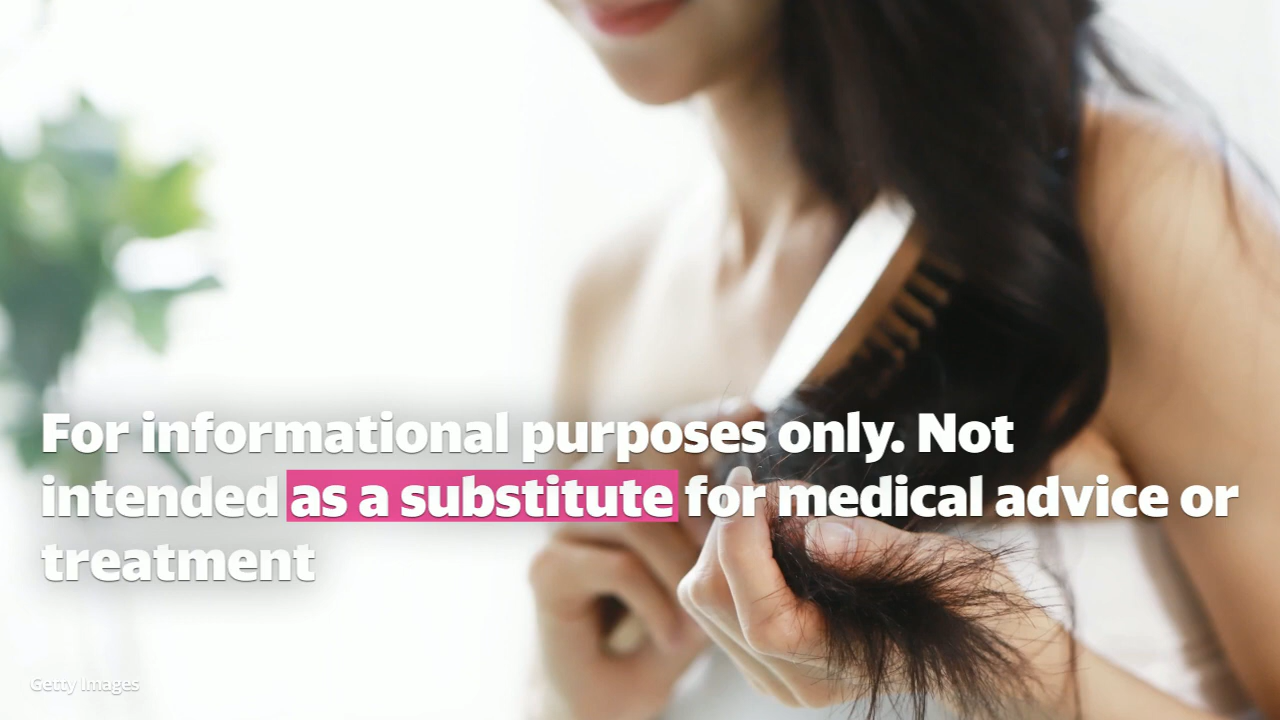 For informational purposes only. Not
intended as a substitute for medical advice or
treatment
Getty Images